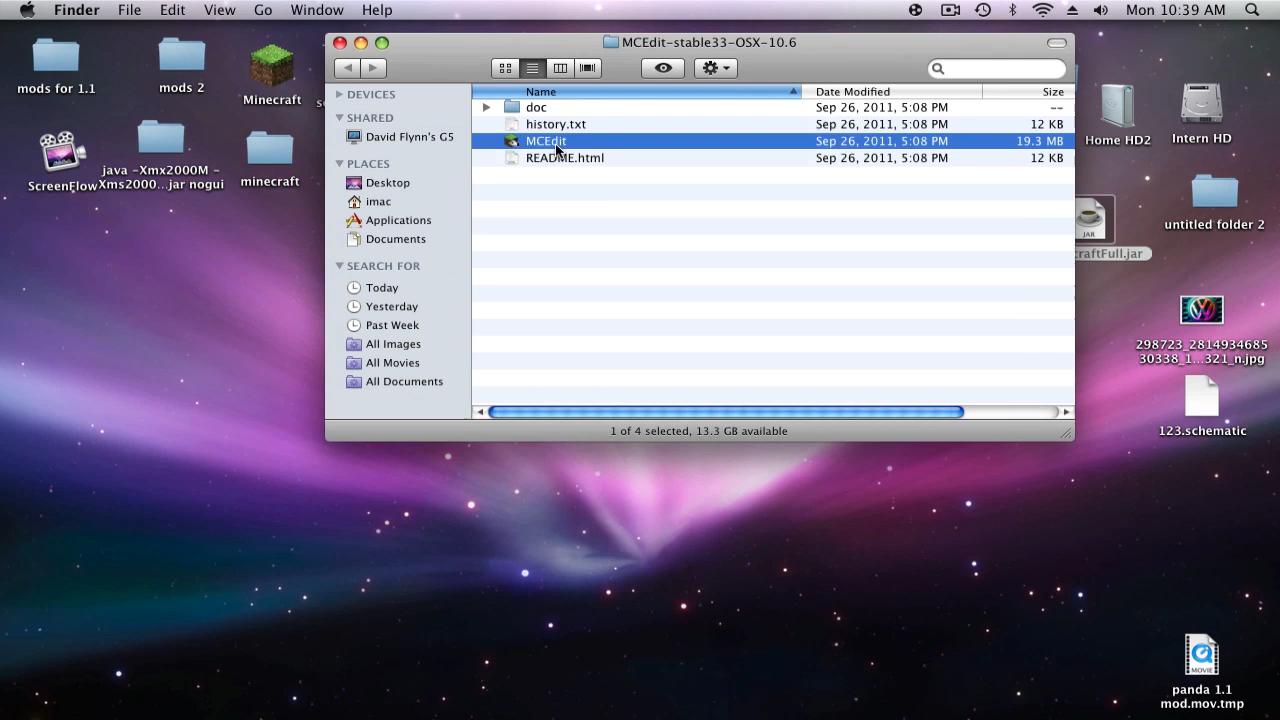 Finder File Edit View Go Window Help Mon 10:39 AM
MCEdit-stable33-OSX-10.6
DEVICES
SHARED
David Flynn's G5
PLACES
Desktop
imac
Applications
Documents
SEARCH FOR
Today
Yesterday
Past Week
All Images
All Movies
All Documents
Name Date Modified Size
doc Sep 26, 2011, 5:08 PM --
history.txt Sep 26, 2011, 5:08 PM 12 KB
MCEdit Sep 26, 2011, 5:08 PM 19.3 MB
README.html Sep 26, 2011, 5:08 PM 12 KB
1 of 4 selected, 13.3 GB available
mods for 1.1
mods 2
Minecraft
ScreenFlow
java -Xmx2000M -
Xms2000...jar nogui
minecraft
Home HD2
Intern HD
JAR
craftFull.jar
untitled folder 2
298723_2814934685
30338_1...321_n.jpg
123.schematic
MOVIE
panda 1.1
mod.mov.tmp